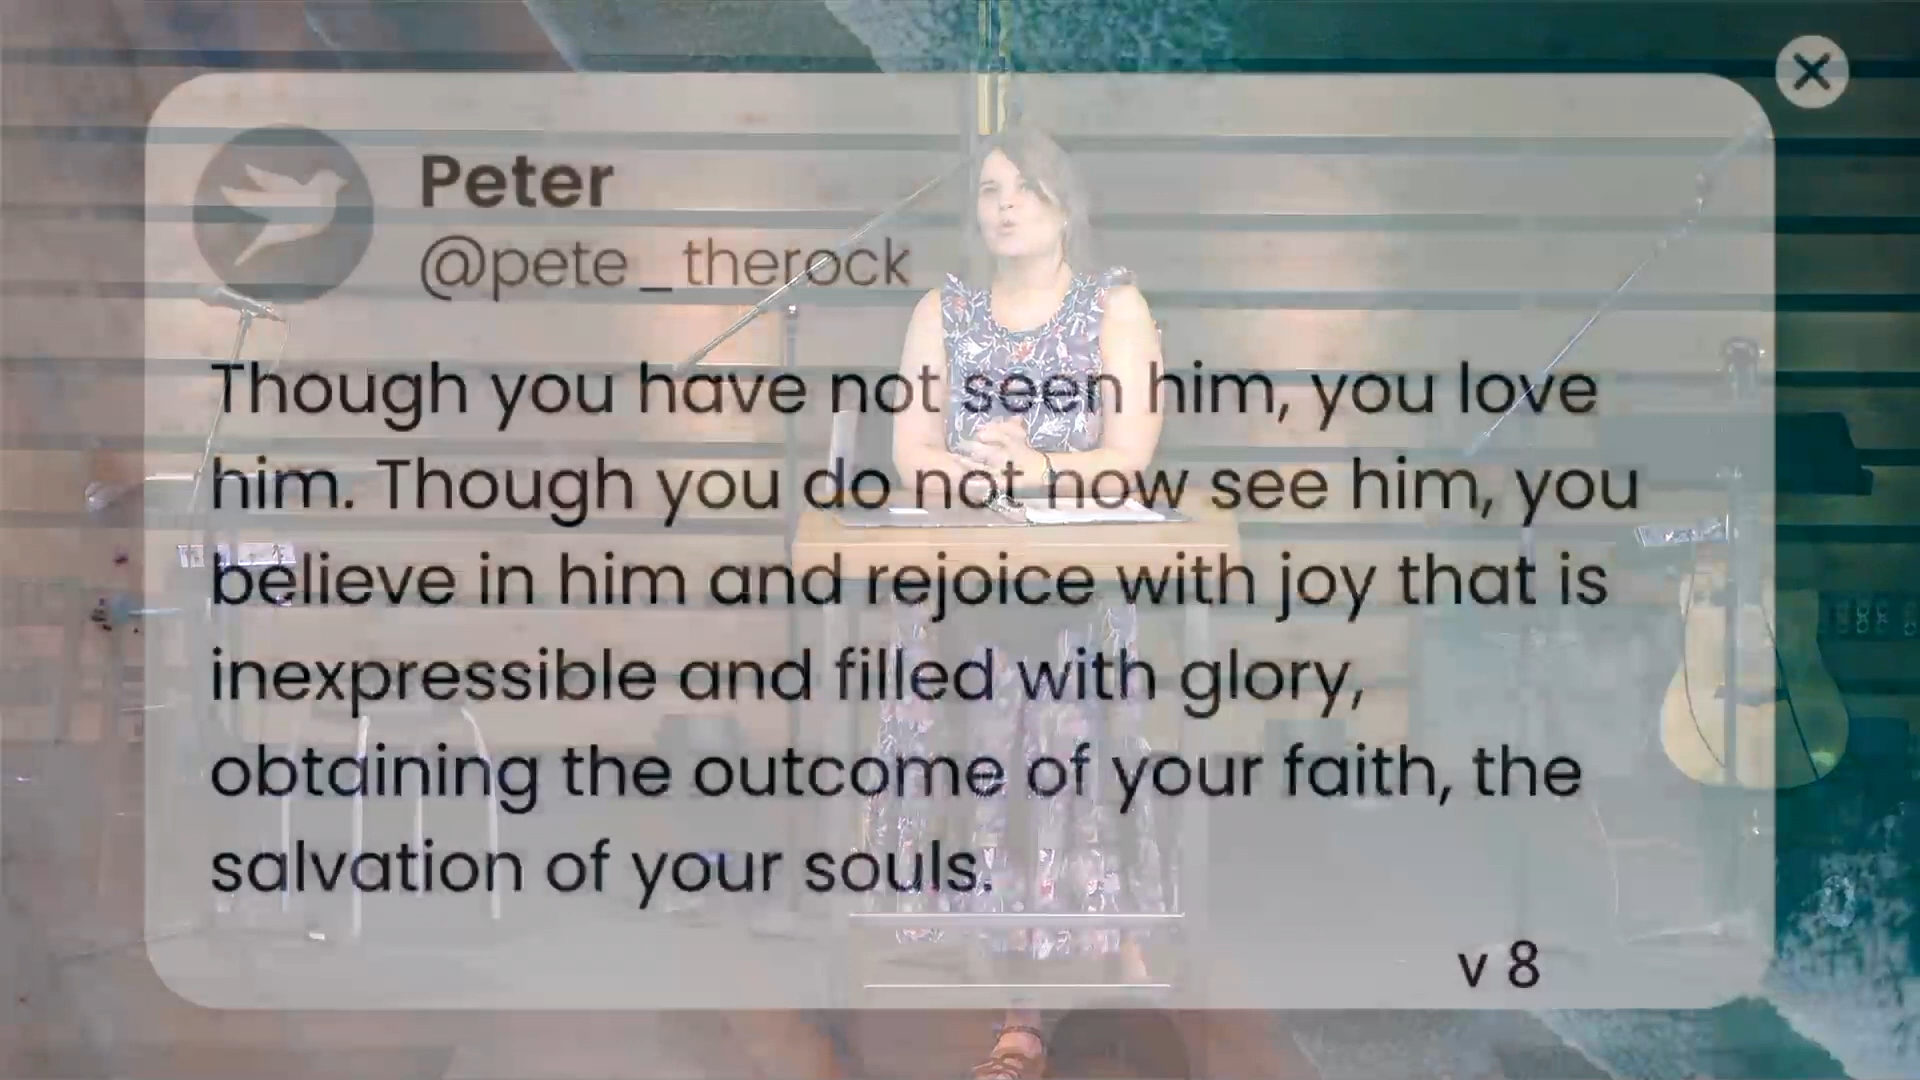 Peter
@pete_therock
Though you have not seen him, you love
him. Though you do not now see him, you
believe in him and rejoice with joy that is
inexpressible and filled with glory,
obtaining the outcome of your faith, the
salvation of your souls.
v 8